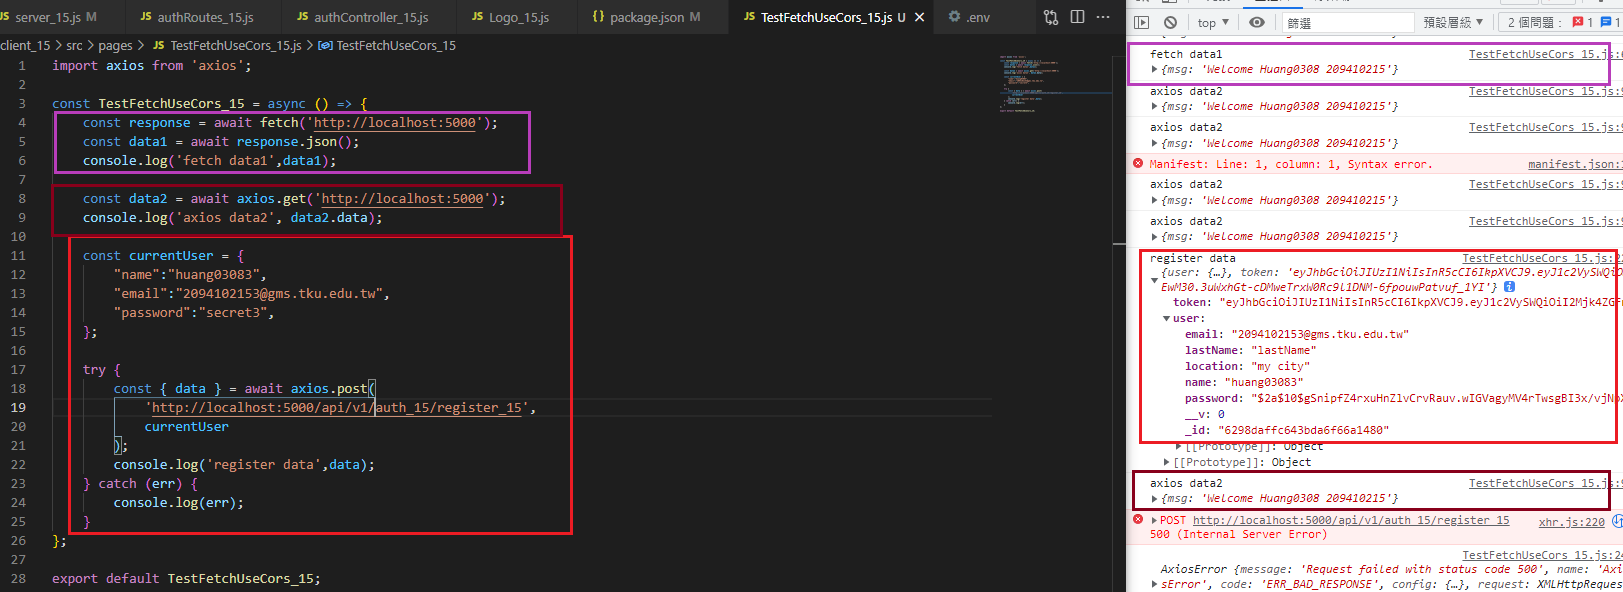 server_15.js M
JS authRoutes_15.js
JS authController_15.js
JS Logo_15.js
{} package.json M
JS TestFetchUseCors_15.js U
.env
client_15 > src > pages > JS TestFetchUseCors_15.js > TestFetchUseCors_15
1 import axios from 'axios';
2
3 const TestFetchUseCors_15 = async () => {
4 const response = await fetch('http://localhost:5000');
5 const data1 = await response.json();
6 console.log('fetch data1',data1);
7
8 const data2 = await axios.get('http://localhost:5000');
9 console.log('axios data2', data2.data);
10
11 const currentUser = {
12 "name":"huang03083",
13 "email":"2094102153@gms.tku.edu.tw",
14 "password":"secret3",
15 };
16
17 try {
18 const { data } = await axios.post(
19 'http://localhost:5000/api/v1/auth_15/register_15',
20 currentUser
21 );
22 console.log('register data',data);
23 } catch (err) {
24 console.log(err);
25 }
26 };
27
28 export default TestFetchUseCors_15;
top ▼
篩選
預設層級 ▼
2 個問題： 1 1
fetch data1 TestFetchUseCors_15.js:
{msg: 'Welcome Huang0308 209410215'}
axios data2 TestFetchUseCors_15.js:9
{msg: 'Welcome Huang0308 209410215'}
axios data2 TestFetchUseCors_15.js:9
{msg: 'Welcome Huang0308 209410215'}
Manifest: Line: 1, column: 1, Syntax error. manifest.json:1
axios data2 TestFetchUseCors_15.js:9
{msg: 'Welcome Huang0308 209410215'}
axios data2 TestFetchUseCors_15.js:9
{msg: 'Welcome Huang0308 209410215'}
register data TestFetchUseCors_15.js:22
{user: {…}, token: 'eyJhbGciOiJIUzI1NiIsInR5cCI6IkpXVCJ9.eyJ1c2VySWQiO
EwM30.3uWxhGt-cDMweTrxW0Rc9l1DNM-6fpouwPatvuf_1YI'}
token: "eyJhbGciOiJIUzI1NiIsInR5cCI6IkpXVCJ9.eyJ1c2VySWQiOiI2Mjk4ZGF
user:
email: "2094102153@gms.tku.edu.tw"
lastName: "lastName"
location: "my city"
name: "huang03083"
password: "$2a$10$gSnipfZ4rxuHnZlvCrvRauv.wIGVagyMV4rTwsgBI3x/vjNpX
__v: 0
_id: "6298daffc643bda6f66a1480"
[[Prototype]]: Object
[[Prototype]]: Object
axios data2 TestFetchUseCors_15.js:9
{msg: 'Welcome Huang0308 209410215'}
POST http://localhost:5000/api/v1/auth_15/register_15 xhr.js:220
500 (Internal Server Error)
TestFetchUseCors_15.js:24
AxiosError {message: 'Request failed with status code 500', name: 'Axi
sError', code: 'ERR_BAD_RESPONSE', config: {…}, request: XMLHttpReques